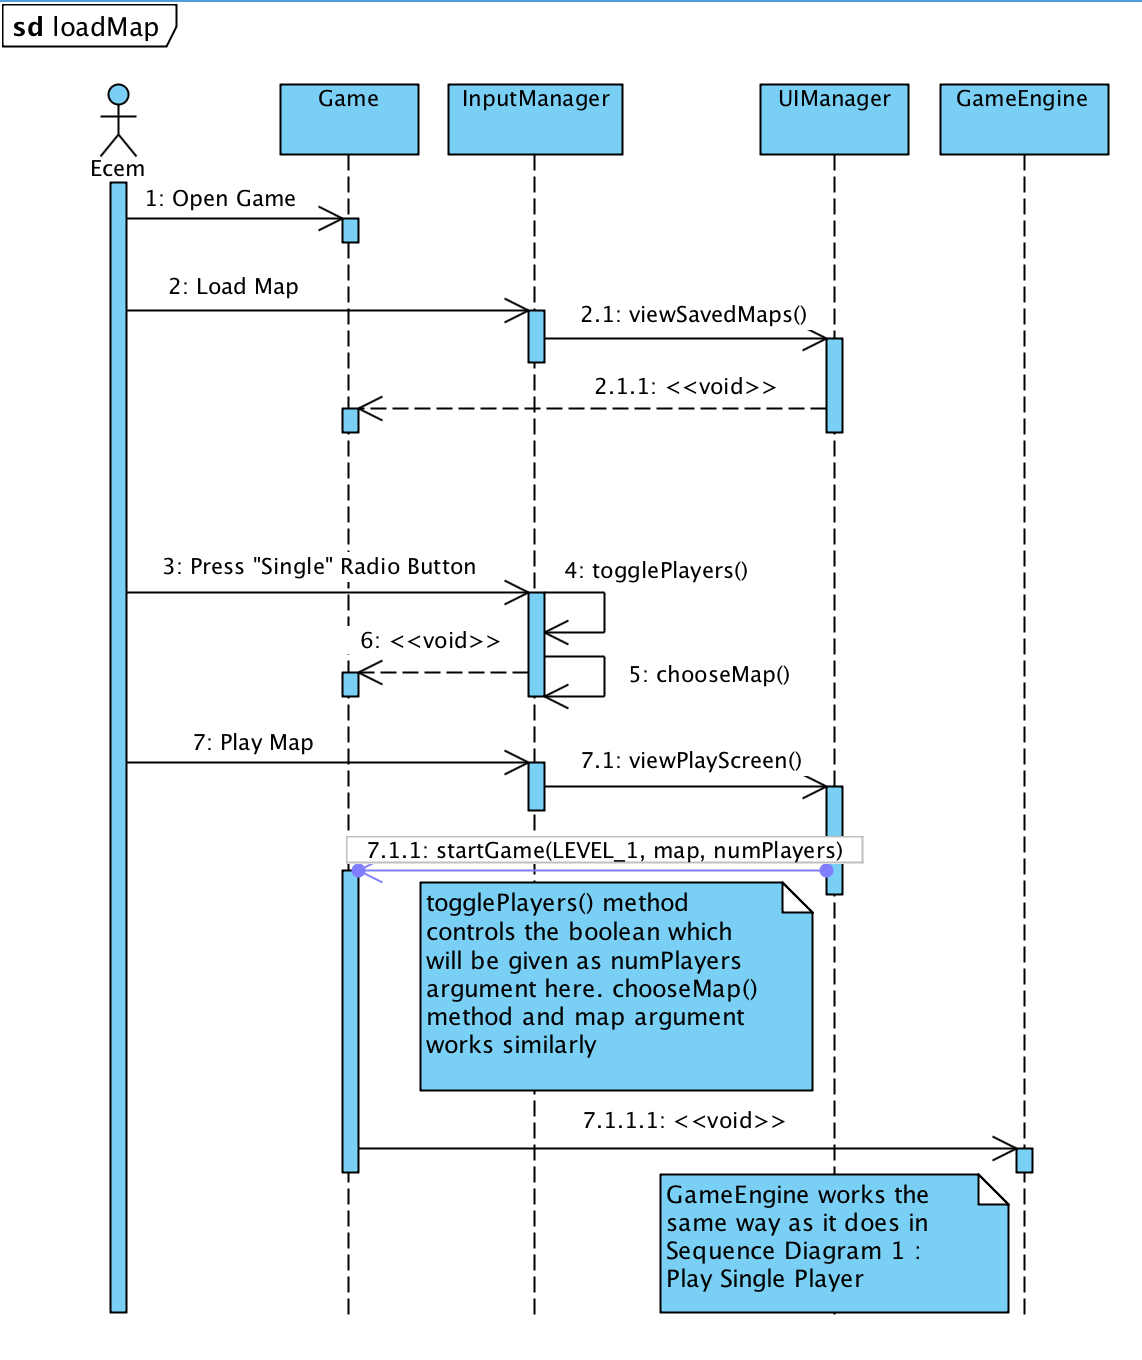 sd loadMap
Ecem
Game
InputManager
UIManager
GameEngine
1: Open Game
2: Load Map
2.1: viewSavedMaps()
2.1.1: <<void>>
3: Press "Single" Radio Button
4: togglePlayers()
6: <<void>>
5: chooseMap()
7: Play Map
7.1: viewPlayScreen()
7.1.1: startGame(LEVEL_1, map, numPlayers)
togglePlayers() method
controls the boolean which
will be given as numPlayers
argument here. chooseMap()
method and map argument
works similarly
7.1.1.1: <<void>>
GameEngine works the
same way as it does in
Sequence Diagram 1 :
Play Single Player